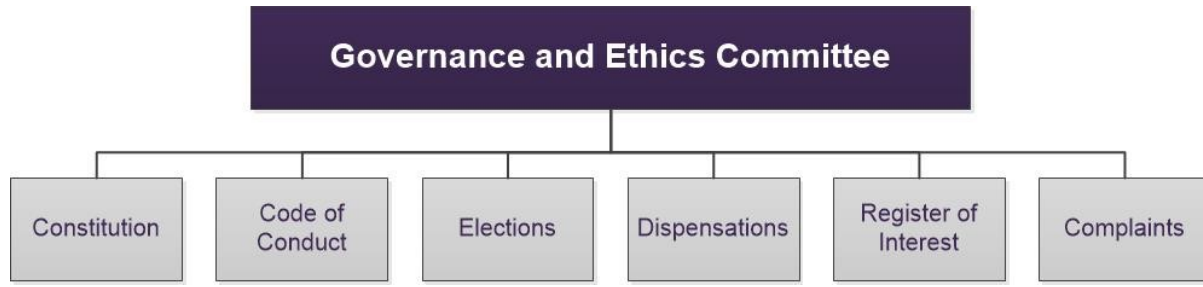 Governance and Ethics Committee
Constitution
Code of
Conduct
Elections
Dispensations
Register of
Interest
Complaints